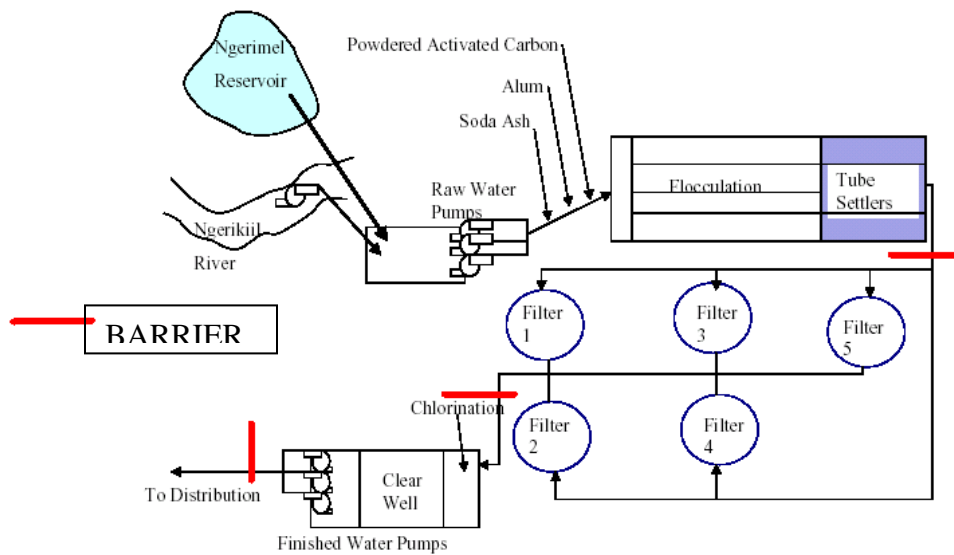 Ngerimel
Reservoir
Powdered Activated Carbon
Alum
Soda Ash
Raw Water
Pumps
Flocculation
Tube
Settlers
Ngerikiil
River
BARRIER
Filter
1
Filter
3
Filter
5
Chlorination
Filter
2
Filter
4
To Distribution
Clear
Well
Finished Water Pumps